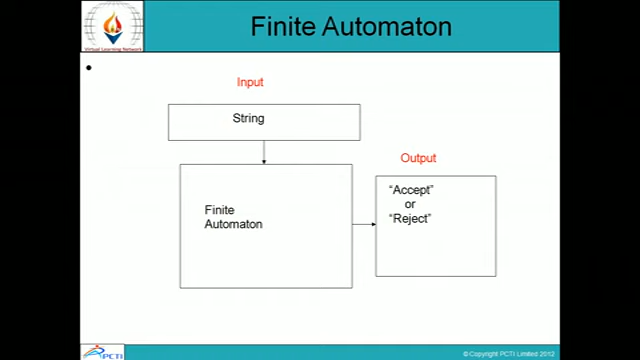 Finite Automaton
Virtual Learning Network
•
Input
String
Output
"Accept"
or
"Reject"
Finite
Automaton
PCTI
©Copyright PCTI Limited 2012